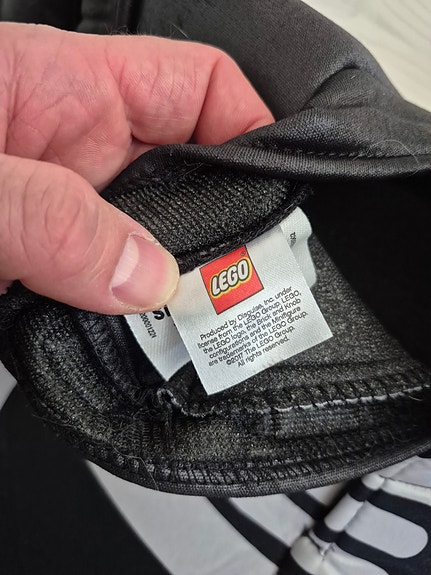 LEGO
Produced by Disguise, Inc. under
license from the LEGO Group. LEGO,
the LEGO logo, the Brick and Knob
configurations and the Minifigure
are trademarks of the LEGO Group.
©2017 The LEGO Group.
All rights reserved.